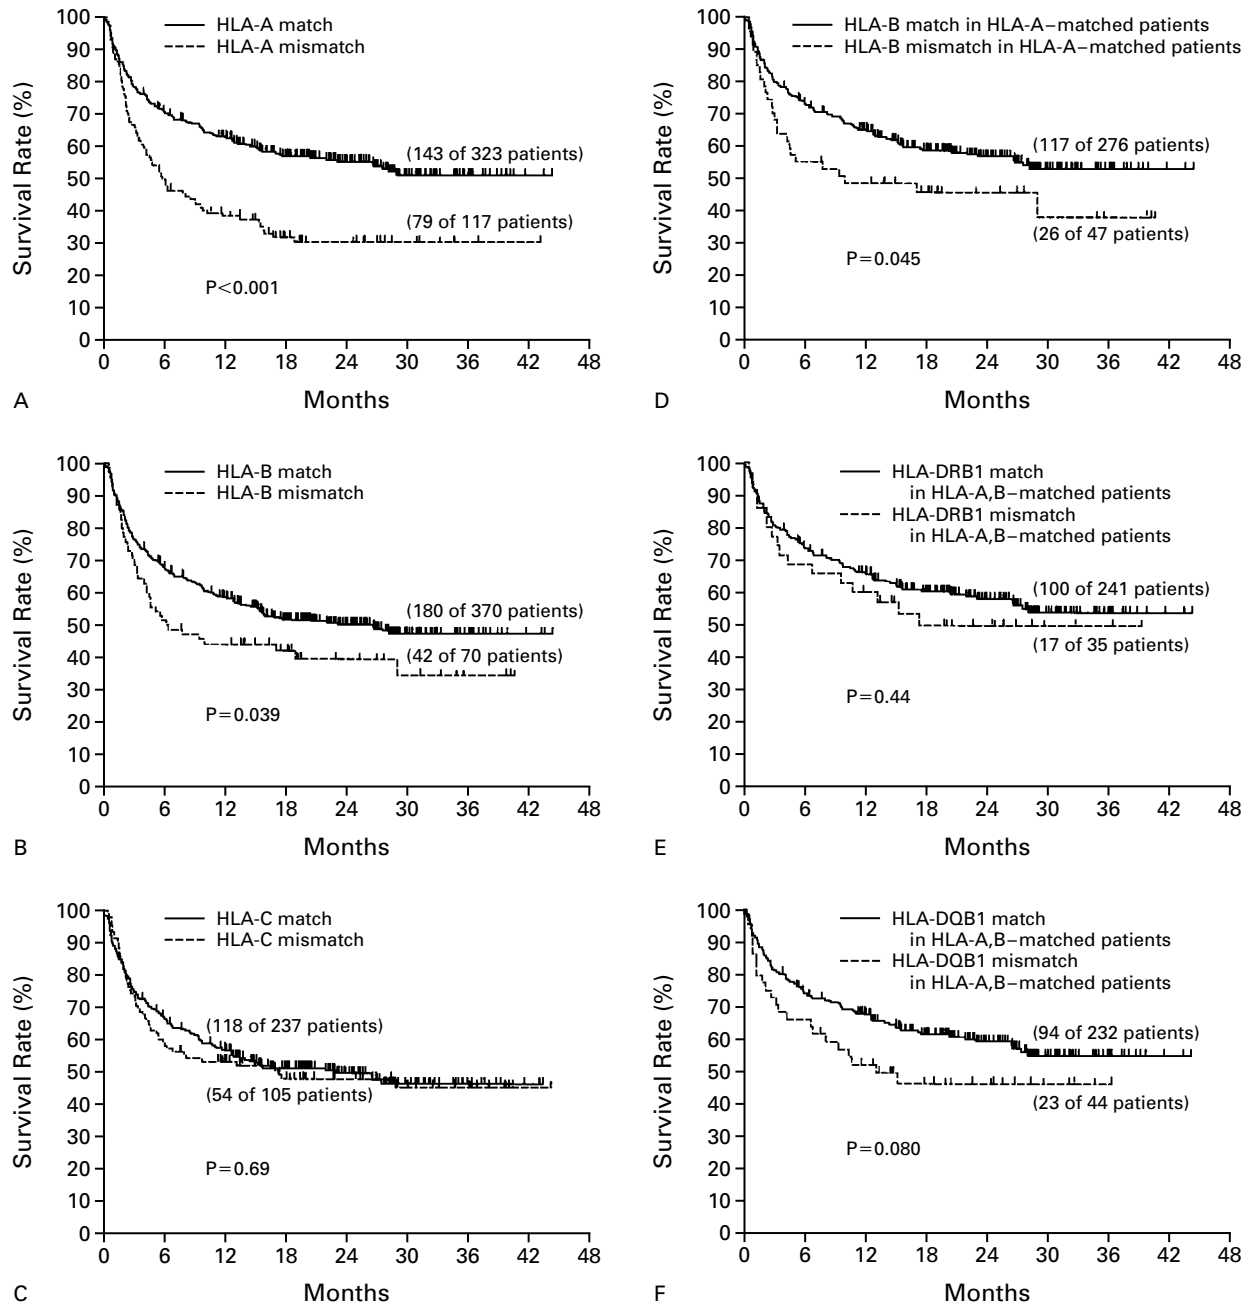 100
90
80
70
60
50
40
30
20
10
0
Survival Rate (%)
HLA-A match
HLA-A mismatch
(143 of 323 patients)
(79 of 117 patients)
P<0.001
0 6 12 18 24 30 36 42 48
A Months
100
90
80
70
60
50
40
30
20
10
0
Survival Rate (%)
HLA-B match in HLA-A–matched patients
HLA-B mismatch in HLA-A–matched patients
(117 of 276 patients)
(26 of 47 patients)
P=0.045
0 6 12 18 24 30 36 42 48
D Months
100
90
80
70
60
50
40
30
20
10
0
Survival Rate (%)
HLA-B match
HLA-B mismatch
(180 of 370 patients)
(42 of 70 patients)
P=0.039
0 6 12 18 24 30 36 42 48
B Months
100
90
80
70
60
50
40
30
20
10
0
Survival Rate (%)
HLA-DRB1 match
in HLA-A,B–matched patients
HLA-DRB1 mismatch
in HLA-A,B–matched patients
(100 of 241 patients)
(17 of 35 patients)
P=0.44
0 6 12 18 24 30 36 42 48
E Months
100
90
80
70
60
50
40
30
20
10
0
Survival Rate (%)
HLA-C match
HLA-C mismatch
(118 of 237 patients)
(54 of 105 patients)
P=0.69
0 6 12 18 24 30 36 42 48
C Months
100
90
80
70
60
50
40
30
20
10
0
Survival Rate (%)
HLA-DQB1 match
in HLA-A,B–matched patients
HLA-DQB1 mismatch
in HLA-A,B–matched patients
(94 of 232 patients)
(23 of 44 patients)
P=0.080
0 6 12 18 24 30 36 42 48
F Months